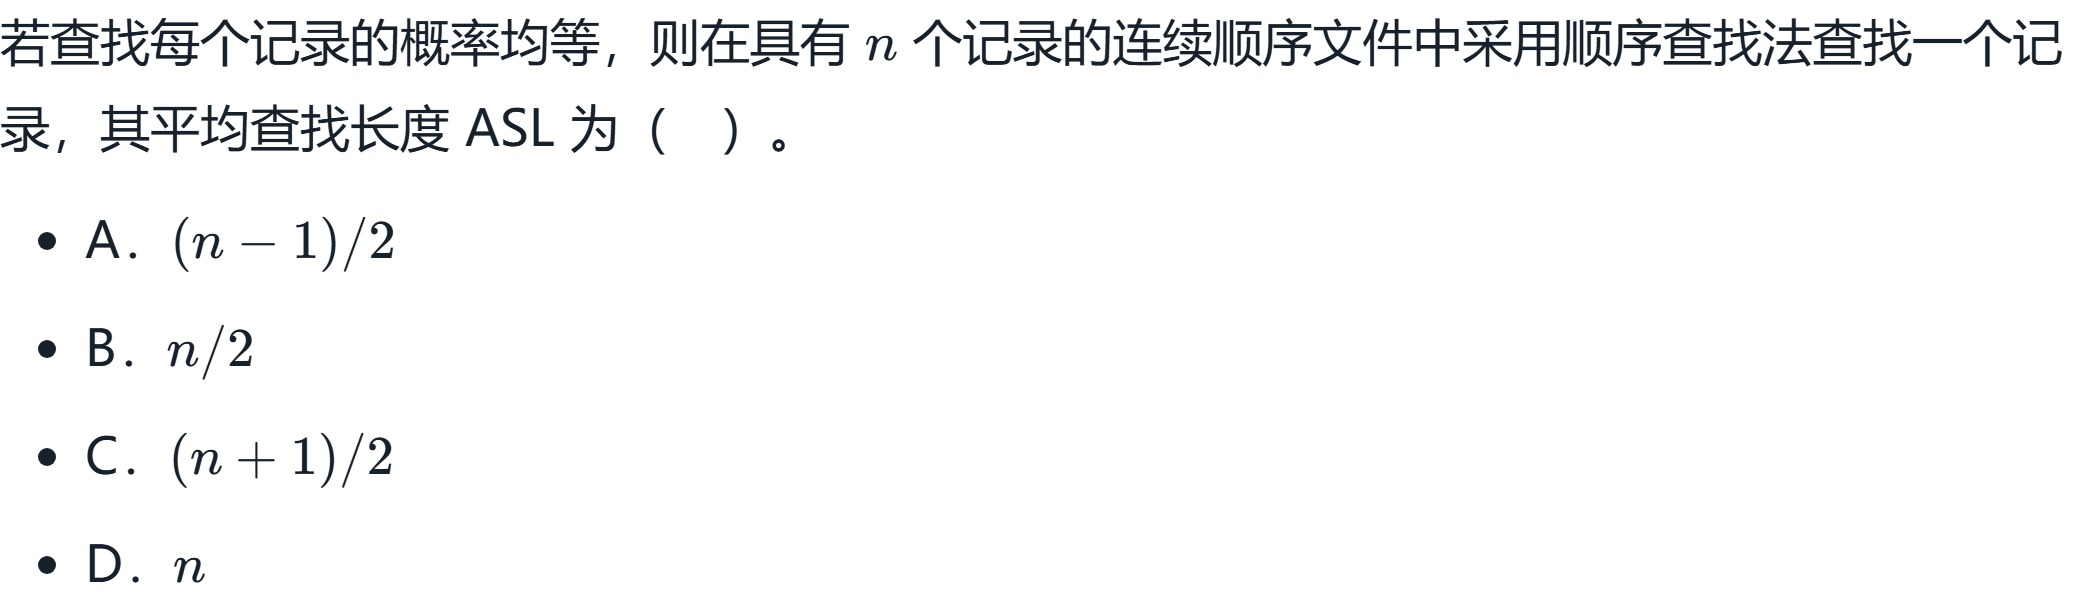 若查找每个记录的概率均等，则在具有 n 个记录的连续顺序文件中采用顺序查找法查找一个记
录，其平均查找长度 ASL 为（　）。
• A．(n − 1)/2
• B．n/2
• C．(n + 1)/2
• D．n